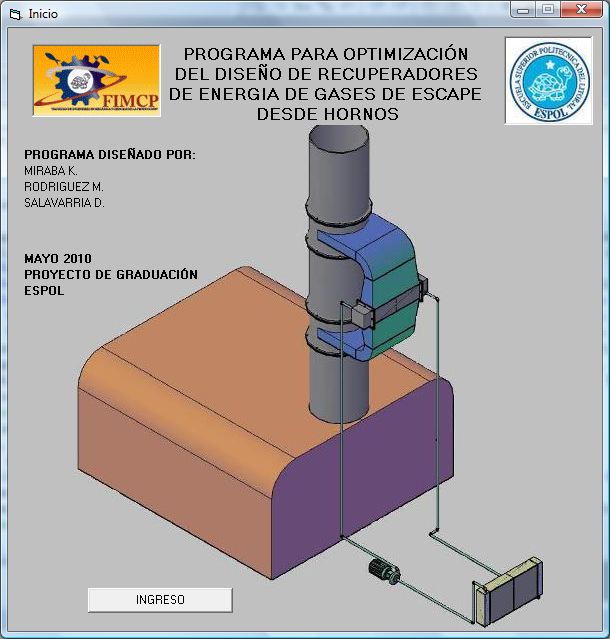 Inicio
PROGRAMA PARA OPTIMIZACIÓN
DEL DISEÑO DE RECUPERADORES
DE ENERGIA DE GASES DE ESCAPE
DESDE HORNOS
FIMCP
ESCUELA SUPERIOR POLITECNICA DEL LITORAL
ESPOL
PROGRAMA DISEÑADO POR:
MIRABA K.
RODRIGUEZ M.
SALAVARRIA D.
MAYO 2010
PROYECTO DE GRADUACIÓN
ESPOL
INGRESO